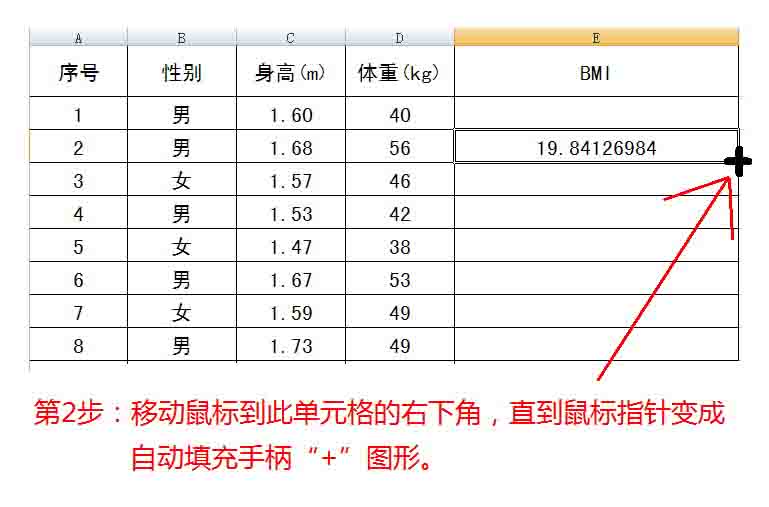 A B C D E
序号 性别 身高(m) 体重(kg) BMI
1 男 1.60 40
2 男 1.68 56 19.84126984
3 女 1.57 46
4 男 1.53 42
5 女 1.47 38
6 男 1.67 53
7 女 1.59 49
8 男 1.73 49
第2步：移动鼠标到此单元格的右下角，直到鼠标指针变成
自动填充手柄“+”图形。